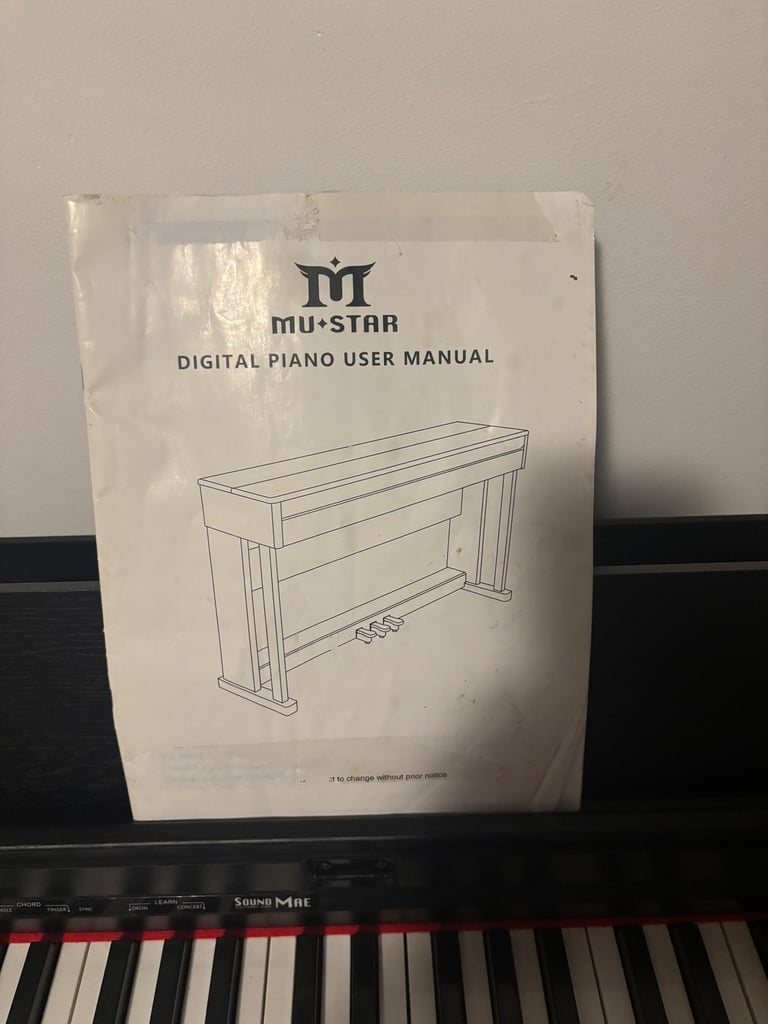 MU✦STAR
DIGITAL PIANO USER MANUAL
to change without prior notice
CHORD
FINGER
SYNC
LEARN
CONCERT
SOUND MAE